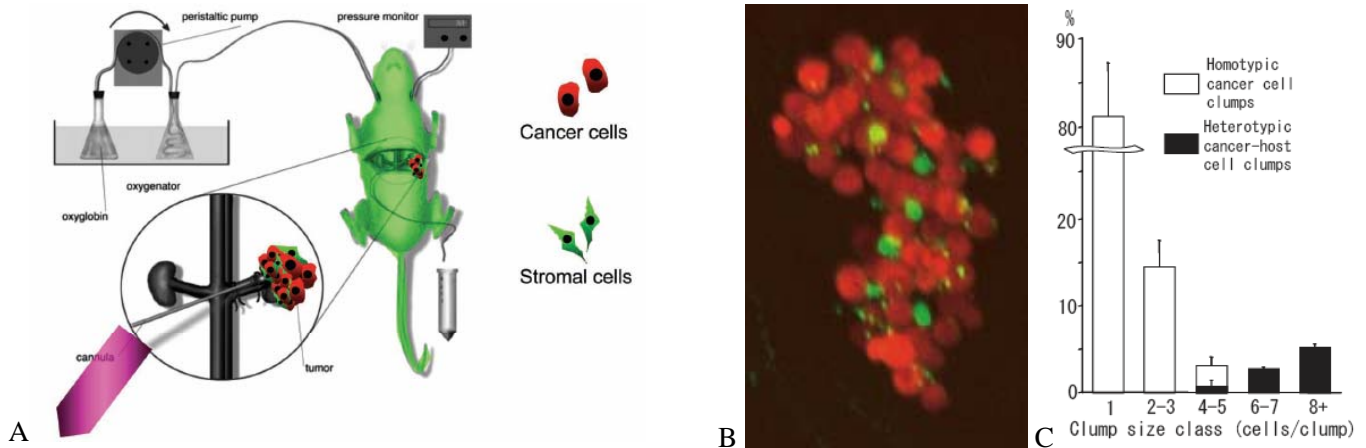 peristaltic pump
pressure monitor
oxygenator
oxyglobin
cannula
tumor
Cancer cells
Stromal cells
A
B
%
90
80
20
10
0
Homotypic
cancer cell
clumps
Heterotypic
cancer-host
cell clumps
1 2-3 4-5 6-7 8+
Clump size class (cells/clump)
C